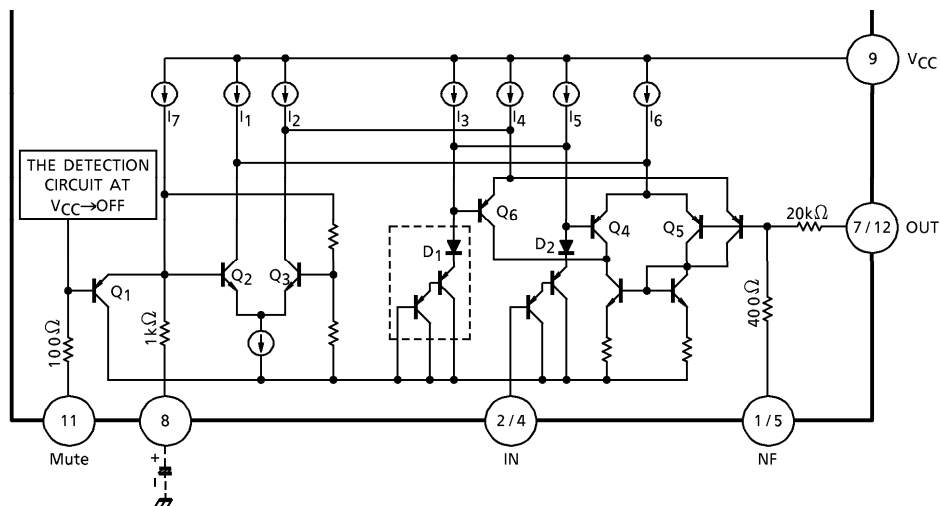 9 VCC
I7 I1 I2 I3 I4 I5 I6
THE DETECTION
CIRCUIT AT
VCC→OFF
Q6
Q4 Q5
20kΩ
7/12 OUT
D1 D2
Q1 Q2 Q3
100Ω
1kΩ
400Ω
11
8
2/4
1/5
Mute
+
IN
NF